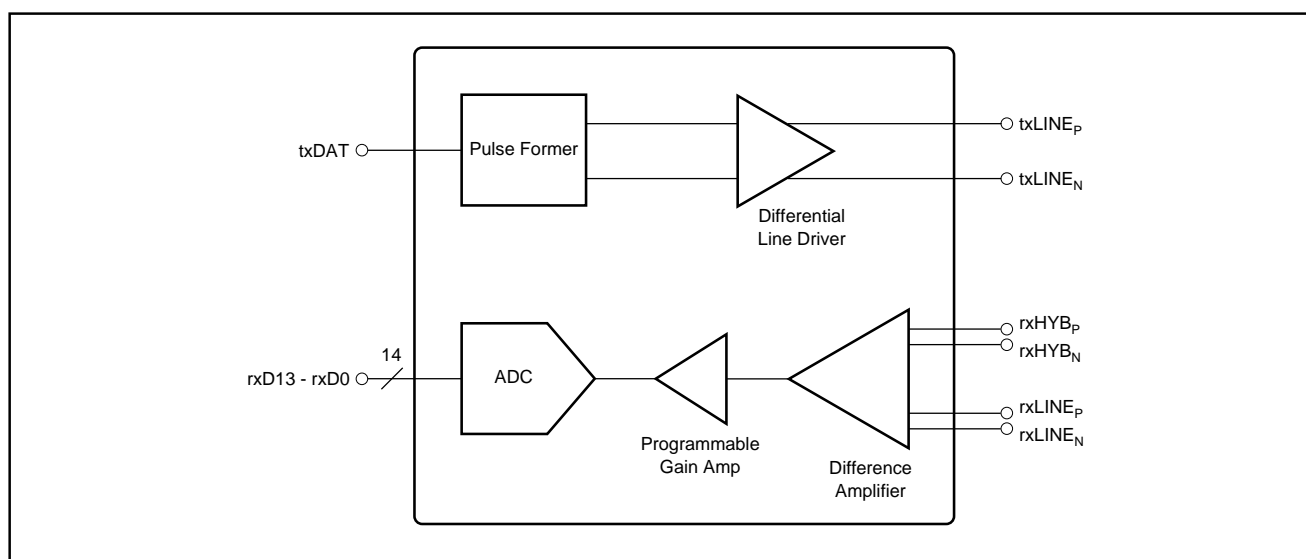 txDAT
Pulse Former
txLINEP
txLINEN
Differential
Line Driver
rxD13 - rxD0
14
ADC
Programmable
Gain Amp
Difference
Amplifier
rxHYBP
rxHYBN
rxLINEP
rxLINEN